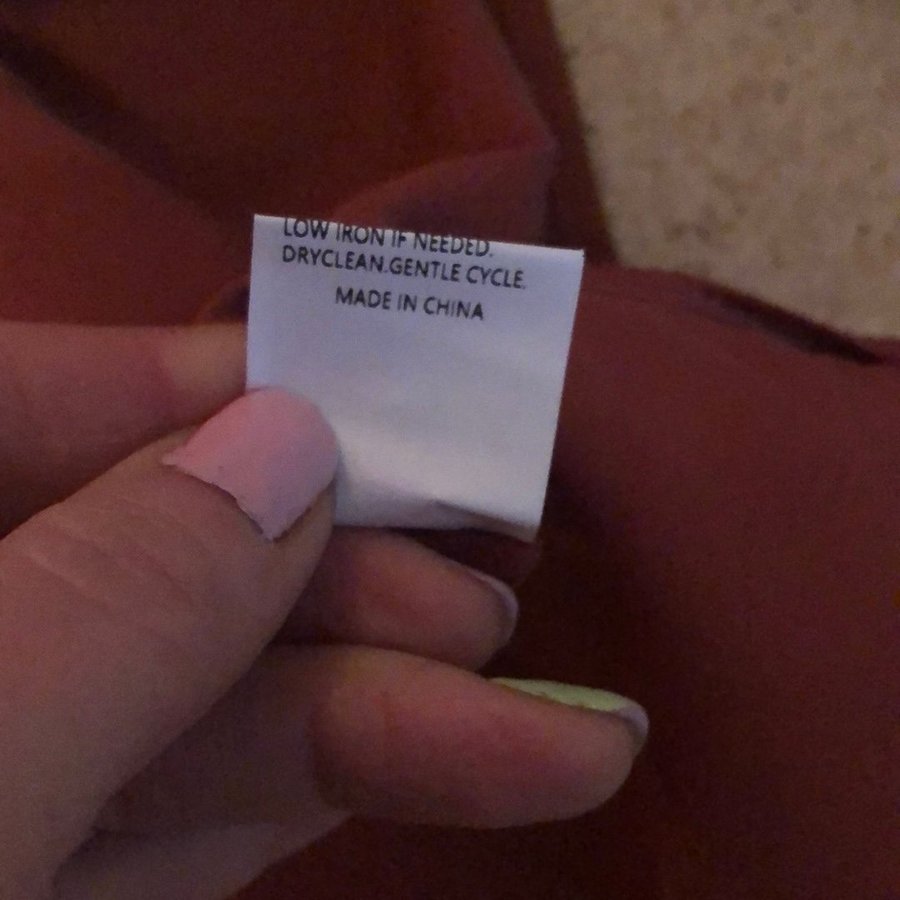 LOW IRON IF NEEDED.
DRYCLEAN.GENTLE CYCLE.
MADE IN CHINA